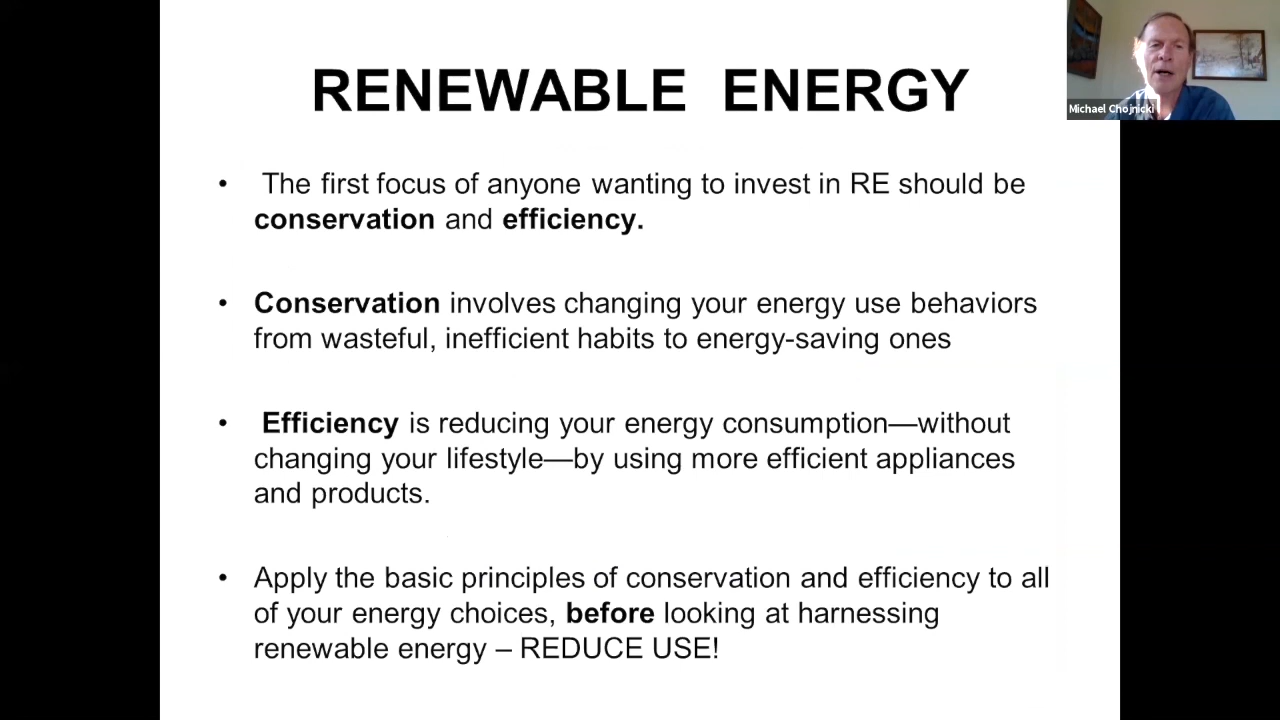 RENEWABLE ENERGY
Michael Chojnicki
• The first focus of anyone wanting to invest in RE should be
conservation and efficiency.
• Conservation involves changing your energy use behaviors
from wasteful, inefficient habits to energy-saving ones
• Efficiency is reducing your energy consumption—without
changing your lifestyle—by using more efficient appliances
and products.
• Apply the basic principles of conservation and efficiency to all
of your energy choices, before looking at harnessing
renewable energy – REDUCE USE!